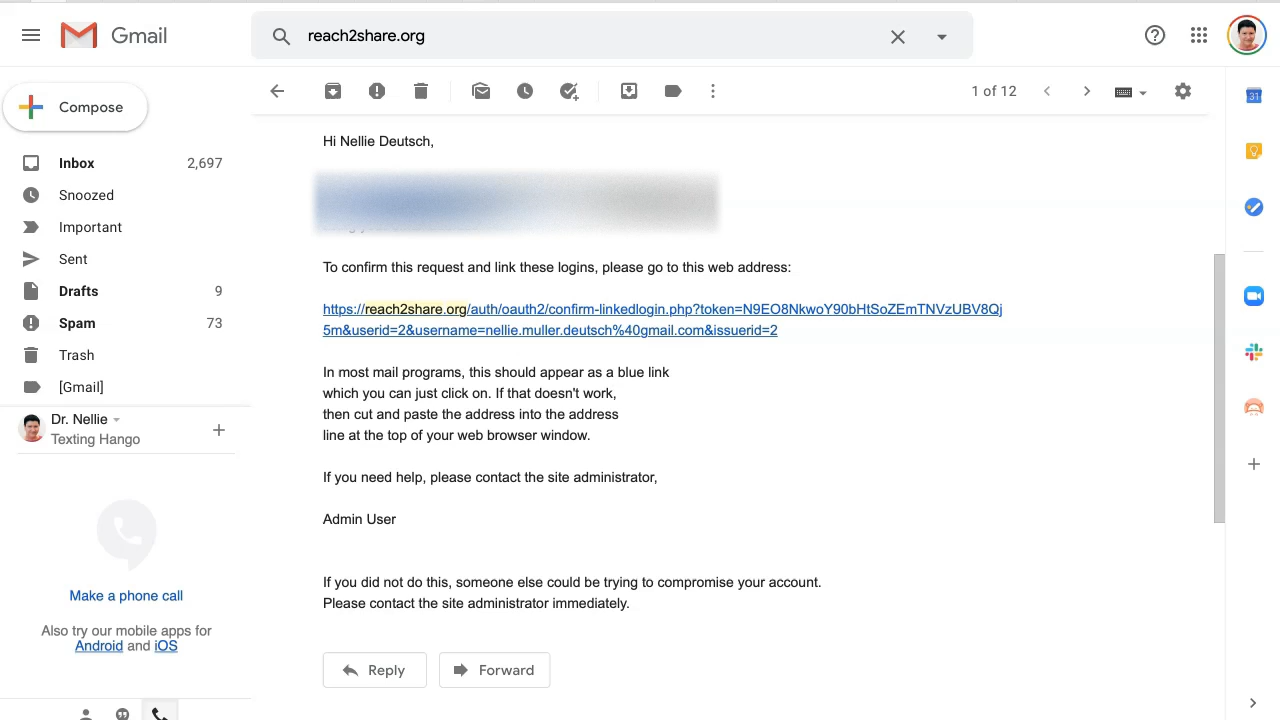 Gmail
reach2share.org
Compose
1 of 12
31
Inbox 2,697
Snoozed
Important
Sent
Drafts 9
Spam 73
Trash
[Gmail]
Dr. Nellie
Texting Hango
Make a phone call
Also try our mobile apps for
Android and iOS
Hi Nellie Deutsch,
To confirm this request and link these logins, please go to this web address:
https://reach2share.org/auth/oauth2/confirm-linkedlogin.php?token=N9EO8NkwoY90bHtSoZEmTNVzUBV8Qj
5m&userid=2&username=nellie.muller.deutsch%40gmail.com&issuerid=2
In most mail programs, this should appear as a blue link
which you can just click on. If that doesn't work,
then cut and paste the address into the address
line at the top of your web browser window.
If you need help, please contact the site administrator,
Admin User
If you did not do this, someone else could be trying to compromise your account.
Please contact the site administrator immediately.
Reply
Forward